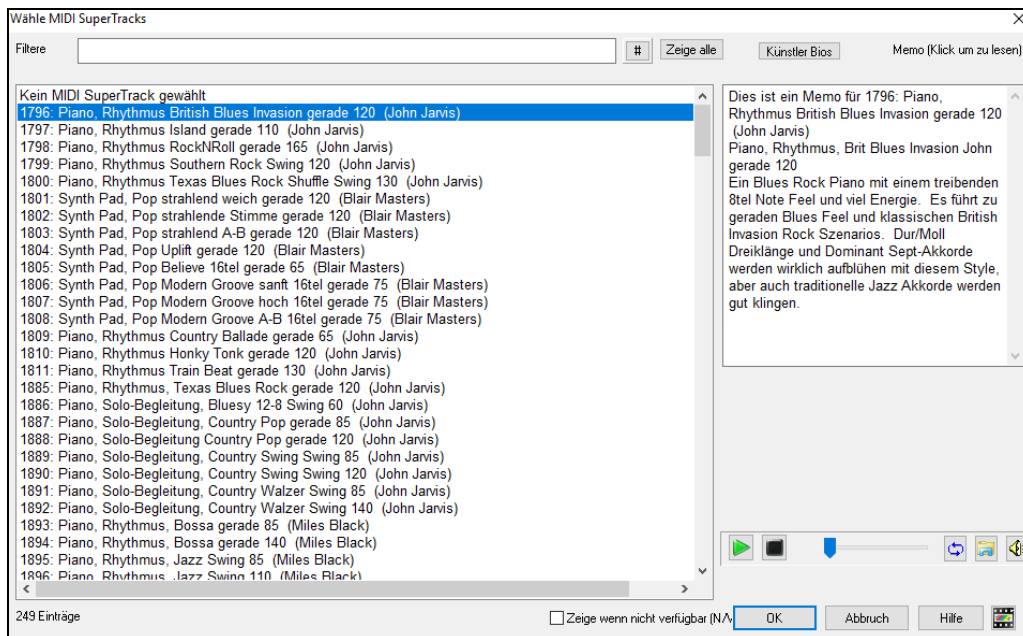 Wähle MIDI SuperTracks
Filtere
#
Zeige alle
Künstler Bios
Memo (Klick um zu lesen)
Kein MIDI SuperTrack gewählt
1796: Piano, Rhythmus British Blues Invasion gerade 120 (John Jarvis)
1797: Piano, Rhythmus Island gerade 110 (John Jarvis)
1798: Piano, Rhythmus RockNRoll gerade 165 (John Jarvis)
1799: Piano, Rhythmus Southern Rock Swing 120 (John Jarvis)
1800: Piano, Rhythmus Texas Blues Rock Shuffle Swing 130 (John Jarvis)
1801: Synth Pad, Pop strahlend weich gerade 120 (Blair Masters)
1802: Synth Pad, Pop strahlende Stimme gerade 120 (Blair Masters)
1803: Synth Pad, Pop strahlend A-B gerade 120 (Blair Masters)
1804: Synth Pad, Pop Uplift gerade 120 (Blair Masters)
1805: Synth Pad, Pop Believe 16tel gerade 65 (Blair Masters)
1806: Synth Pad, Pop Modern Groove sanft 16tel gerade 75 (Blair Masters)
1807: Synth Pad, Pop Modern Groove hoch 16tel gerade 75 (Blair Masters)
1808: Synth Pad, Pop Modern Groove A-B 16tel gerade 75 (Blair Masters)
1809: Piano, Rhythmus Country Ballade gerade 65 (John Jarvis)
1810: Piano, Rhythmus Honky Tonk gerade 120 (John Jarvis)
1811: Piano, Rhythmus Train Beat gerade 130 (John Jarvis)
1885: Piano, Rhythmus, Texas Blues Rock gerade 120 (John Jarvis)
1886: Piano, Solo-Begleitung, Bluesy 12-8 Swing 60 (John Jarvis)
1887: Piano, Solo-Begleitung, Country Pop gerade 85 (John Jarvis)
1888: Piano, Solo-Begleitung Country Pop gerade 120 (John Jarvis)
1889: Piano, Solo-Begleitung, Country Swing Swing 85 (John Jarvis)
1890: Piano, Solo-Begleitung, Country Swing Swing 120 (John Jarvis)
1891: Piano, Solo-Begleitung, Country Walzer Swing 85 (John Jarvis)
1892: Piano, Solo-Begleitung, Country Walzer Swing 140 (John Jarvis)
1893: Piano, Rhythmus, Bossa gerade 85 (Miles Black)
1894: Piano, Rhythmus, Bossa gerade 140 (Miles Black)
1895: Piano, Rhythmus, Jazz Swing 85 (Miles Black)
1896: Piano, Rhythmus, Jazz Swing 110 (Miles Black)
Dies ist ein Memo für 1796: Piano,
Rhythmus British Blues Invasion gerade 120
(John Jarvis)
Piano, Rhythmus, Brit Blues Invasion John
gerade 120
Ein Blues Rock Piano mit einem treibenden
8tel Note Feel und viel Energie. Es führt zu
geraden Blues Feel und klassischen British
Invasion Rock Szenarios. Dur/Moll
Dreiklänge und Dominant Sept-Akkorde
werden wirklich aufblühen mit diesem Style,
aber auch traditionelle Jazz Akkorde werden
gut klingen.
249 Einträge
Zeige wenn nicht verfügbar (N/
OK
Abbruch
Hilfe